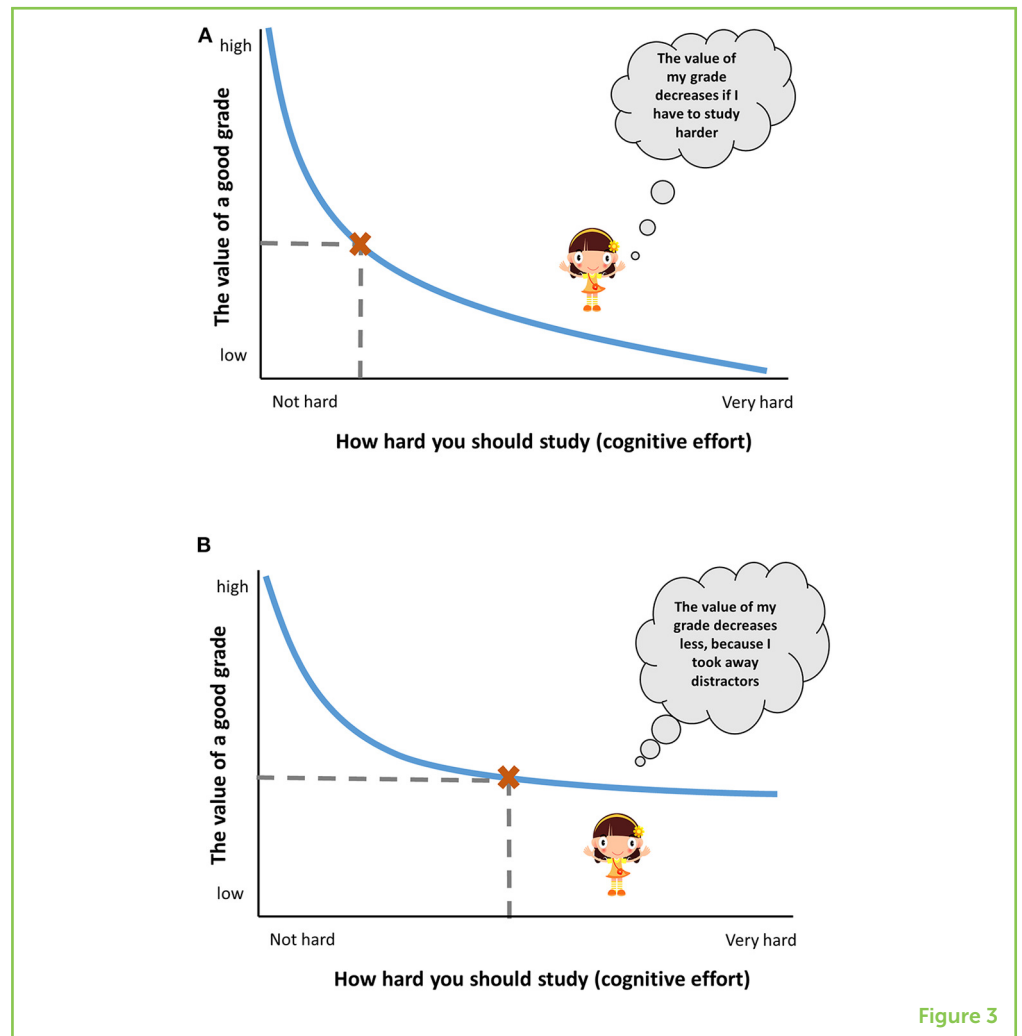 A
high
The value of a good grade
low
Not hard
Very hard
How hard you should study (cognitive effort)
The value of
my grade
decreases if I
have to study
harder
B
high
The value of a good grade
low
Not hard
Very hard
How hard you should study (cognitive effort)
The value of my
grade decreases
less, because I
took away
distractors
Figure 3